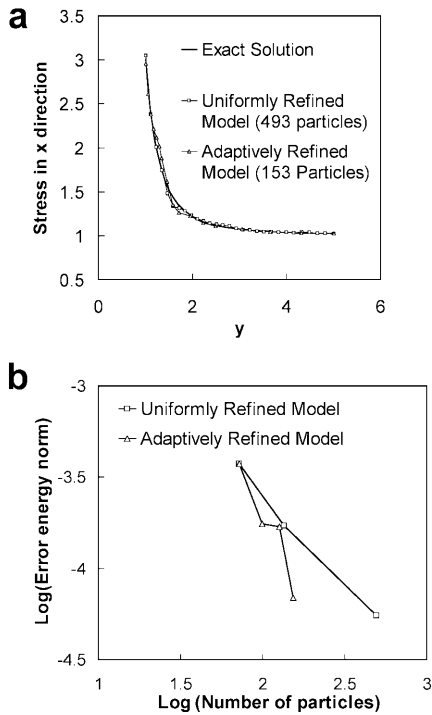 a
Stress in x direction
3.5
3
2.5
2
1.5
1
0.5
0
2
4
6
y
Exact Solution
Uniformly Refined
Model (493 particles)
Adaptively Refined
Model (153 Particles)
b
Log(Error energy norm)
-3
-3.5
-4
-4.5
1
1.5
2
2.5
3
Log (Number of particles)
Uniformly Refined Model
Adaptively Refined Model